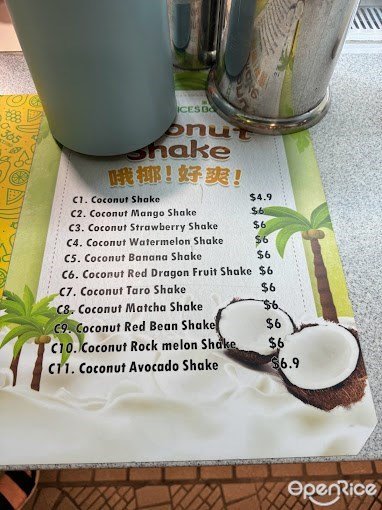 Shake
哦椰!好爽!
C1. Coconut Shake $4.9
C2. Coconut Mango Shake $6
C3. Coconut Strawberry Shake $6
C4. Coconut Watermelon Shake $6
C5. Coconut Banana Shake $6
C6. Coconut Red Dragon Fruit Shake $6
C7. Coconut Taro Shake $6
C8. Coconut Matcha Shake $6
C9. Coconut Red Bean Shake $6
C10. Coconut Rock melon Shake $6
C11. Coconut Avocado Shake $6.9
OpenRice